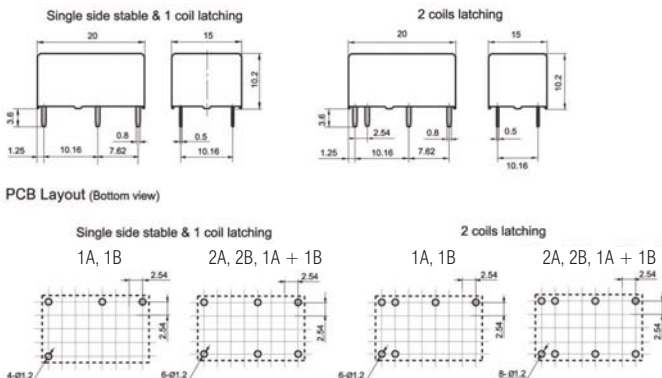 Single side stable & 1 coil latching
2 coils latching
20
15
20
15
10.2
10.2
3.6
3.6
0.8
0.5
2.54
0.8
0.5
1.25
10.16
7.62
10.16
1.25
10.16
7.62
10.16
PCB Layout (Bottom view)
Single side stable & 1 coil latching
2 coils latching
1A, 1B
2A, 2B, 1A + 1B
1A, 1B
2A, 2B, 1A + 1B
2.54
2.54
2.54
2.54
2.54
2.54
2.54
2.54
4-Ø1.2
6-Ø1.2
6-Ø1.2
8-Ø1.2